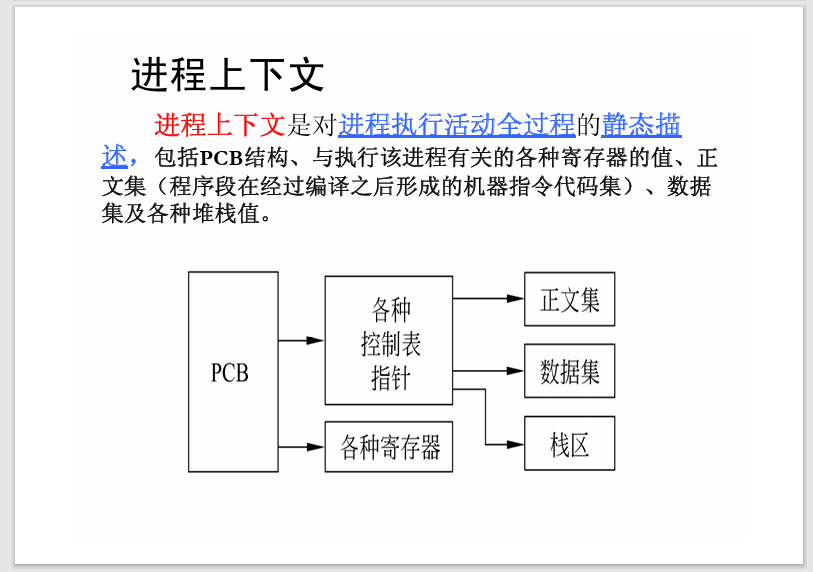 进程上下文
进程上下文是对进程执行活动全过程的静态描
述，包括PCB结构、与执行该进程有关的各种寄存器的值、正
文集（程序段在经过编译之后形成的机器指令代码集）、数据
集及各种堆栈值。
PCB
各种
控制表
指针
各种寄存器
正文集
数据集
栈区